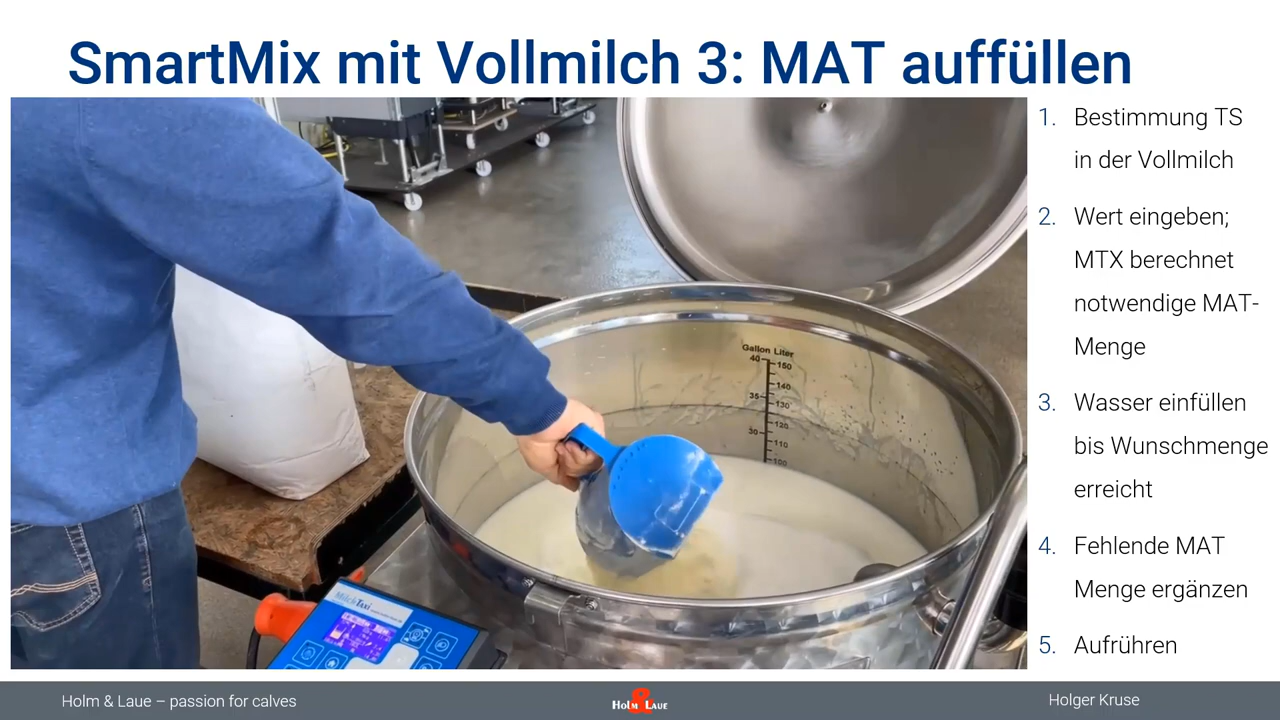 SmartMix mit Vollmilch 3: MAT auffüllen
1. Bestimmung TS
in der Vollmilch
2. Wert eingeben;
MTX berechnet
notwendige MAT-
Menge
3. Wasser einfüllen
bis Wunschmenge
erreicht
4. Fehlende MAT
Menge ergänzen
5. Aufrühren
Gallon Liter
40 150
140
35 130
120
30 110
100
MilchTaxi
Holm & Laue – passion for calves
Holm & Laue
Holger Kruse